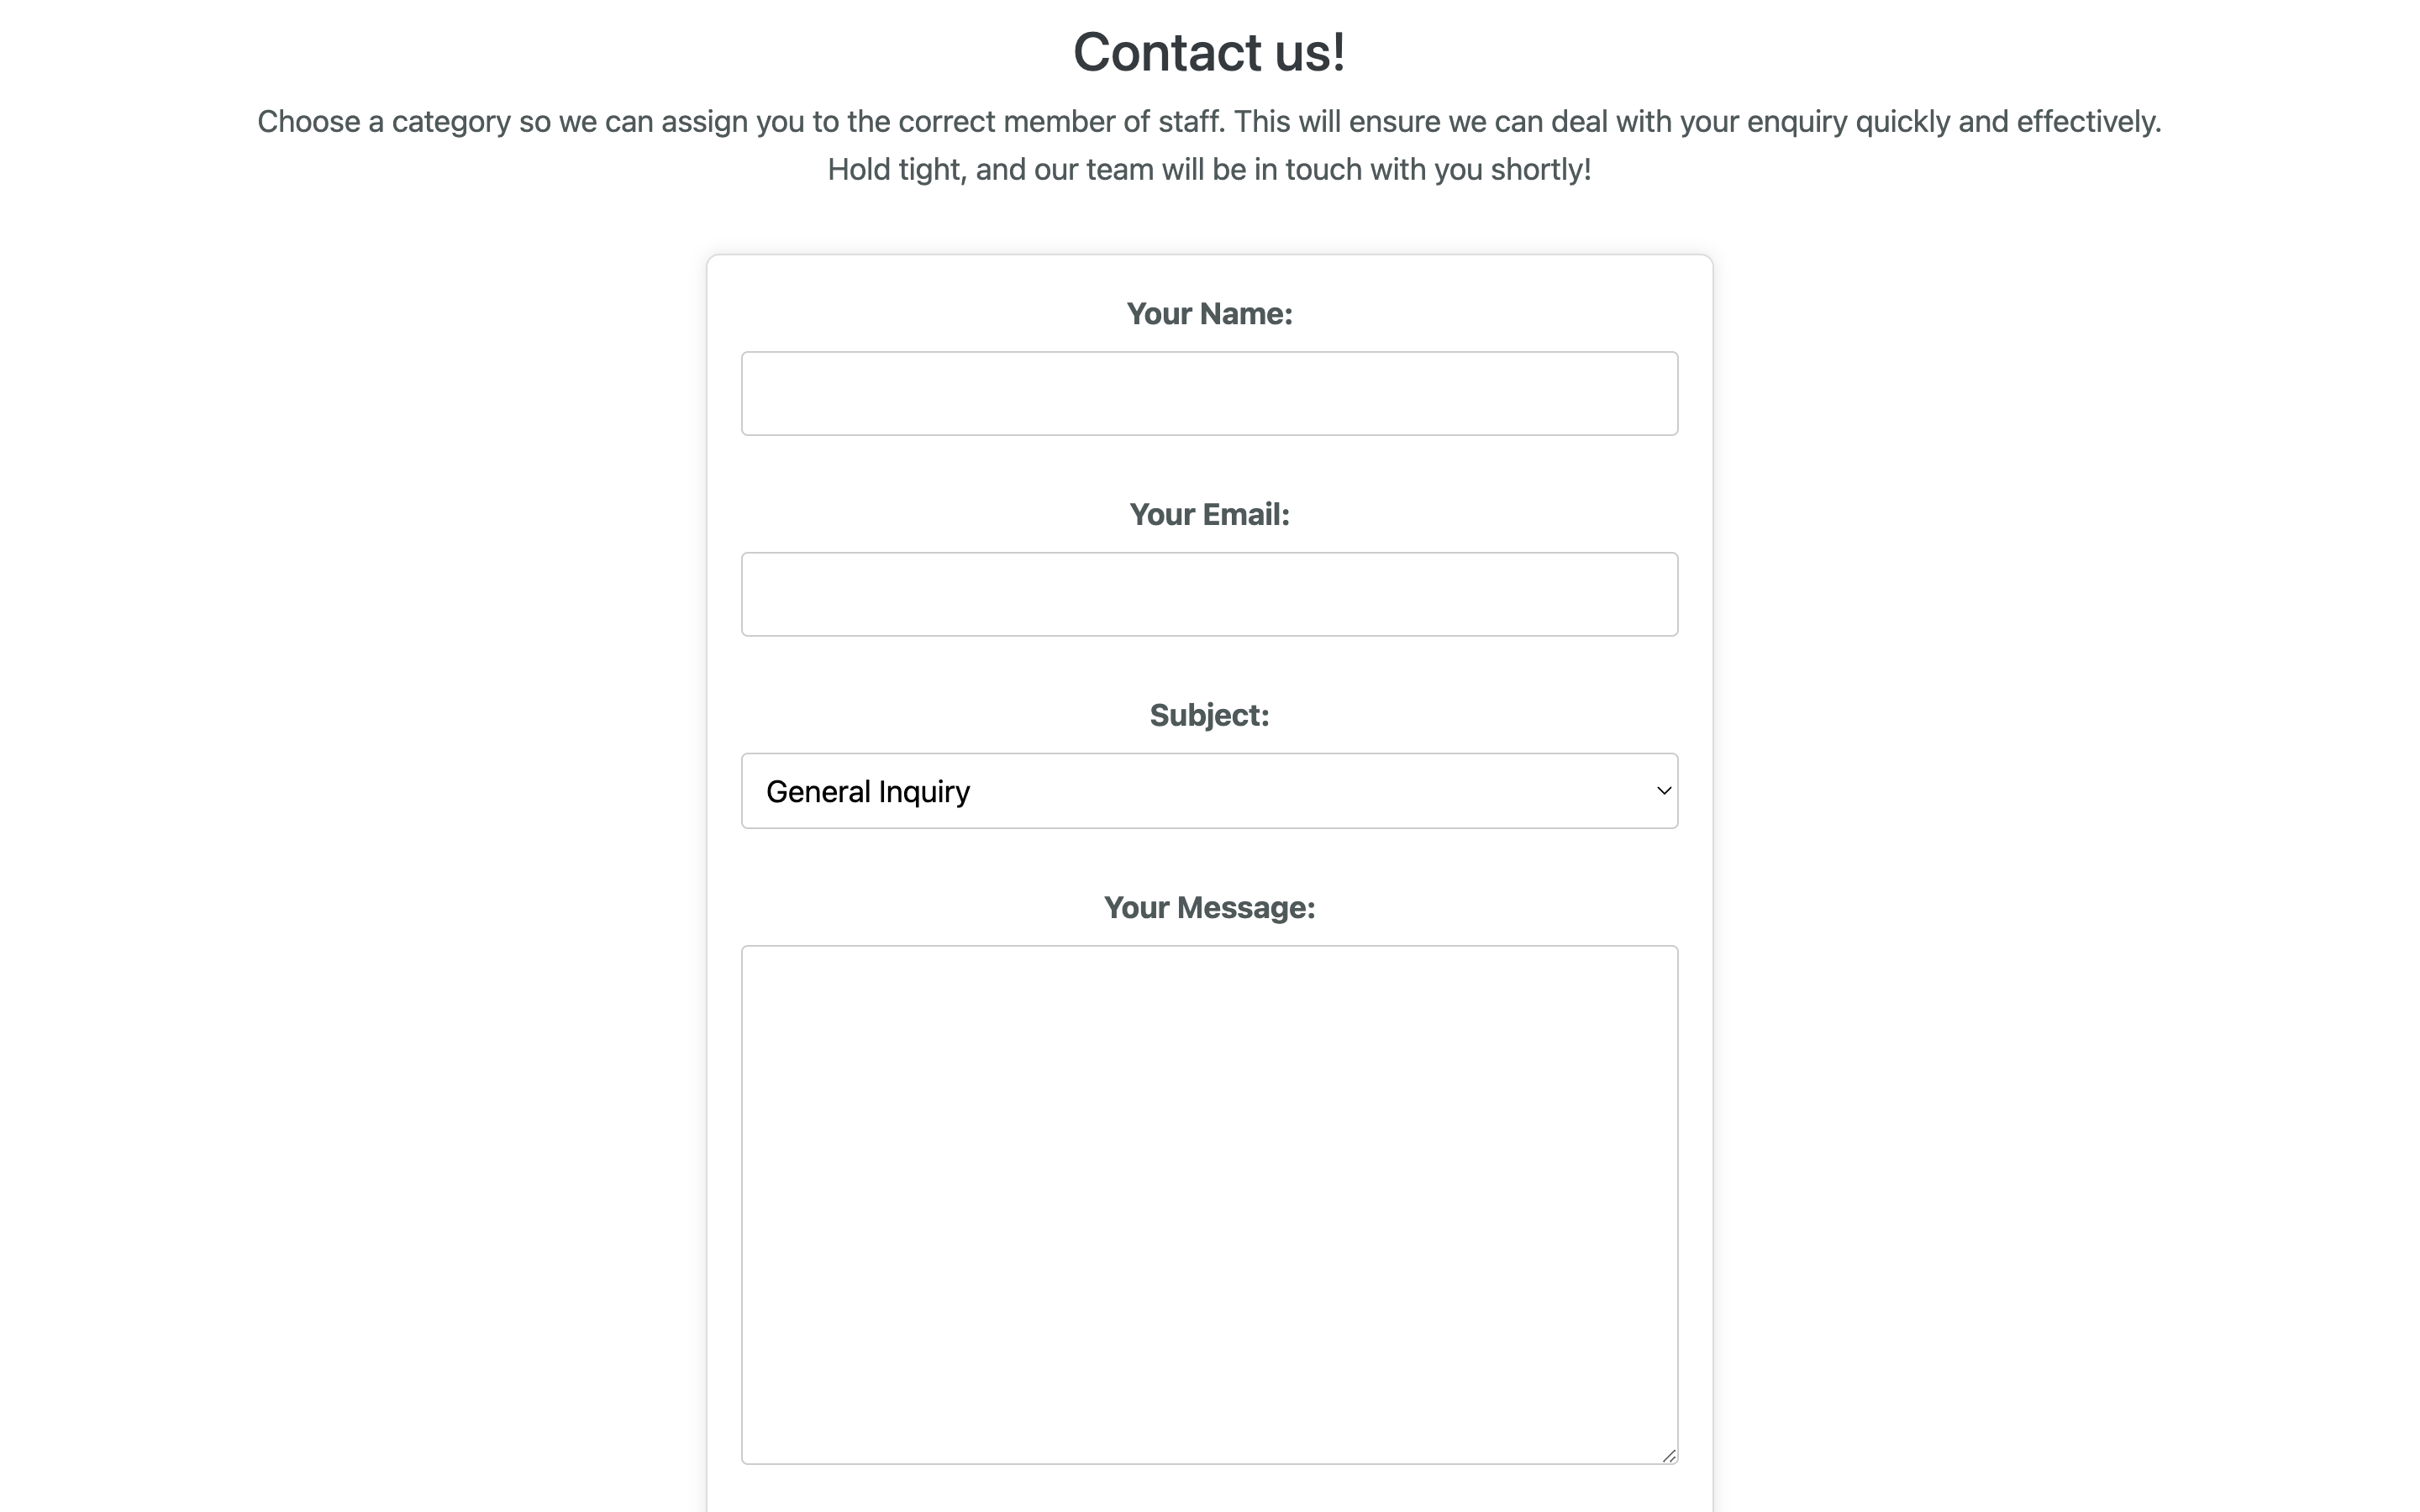 Contact us!
Choose a category so we can assign you to the correct member of staff. This will ensure we can deal with your enquiry quickly and effectively.
Hold tight, and our team will be in touch with you shortly!
Your Name:
Your Email:
Subject:
General Inquiry
Your Message: